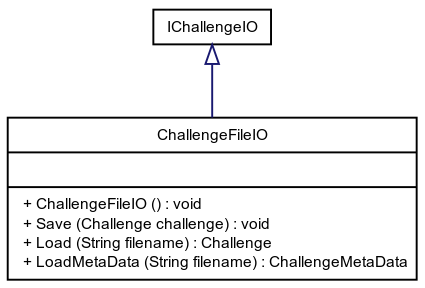 IChallengeIO
ChallengeFileIO
+ ChallengeFileIO () : void
+ Save (Challenge challenge) : void
+ Load (String filename) : Challenge
+ LoadMetaData (String filename) : ChallengeMetaData